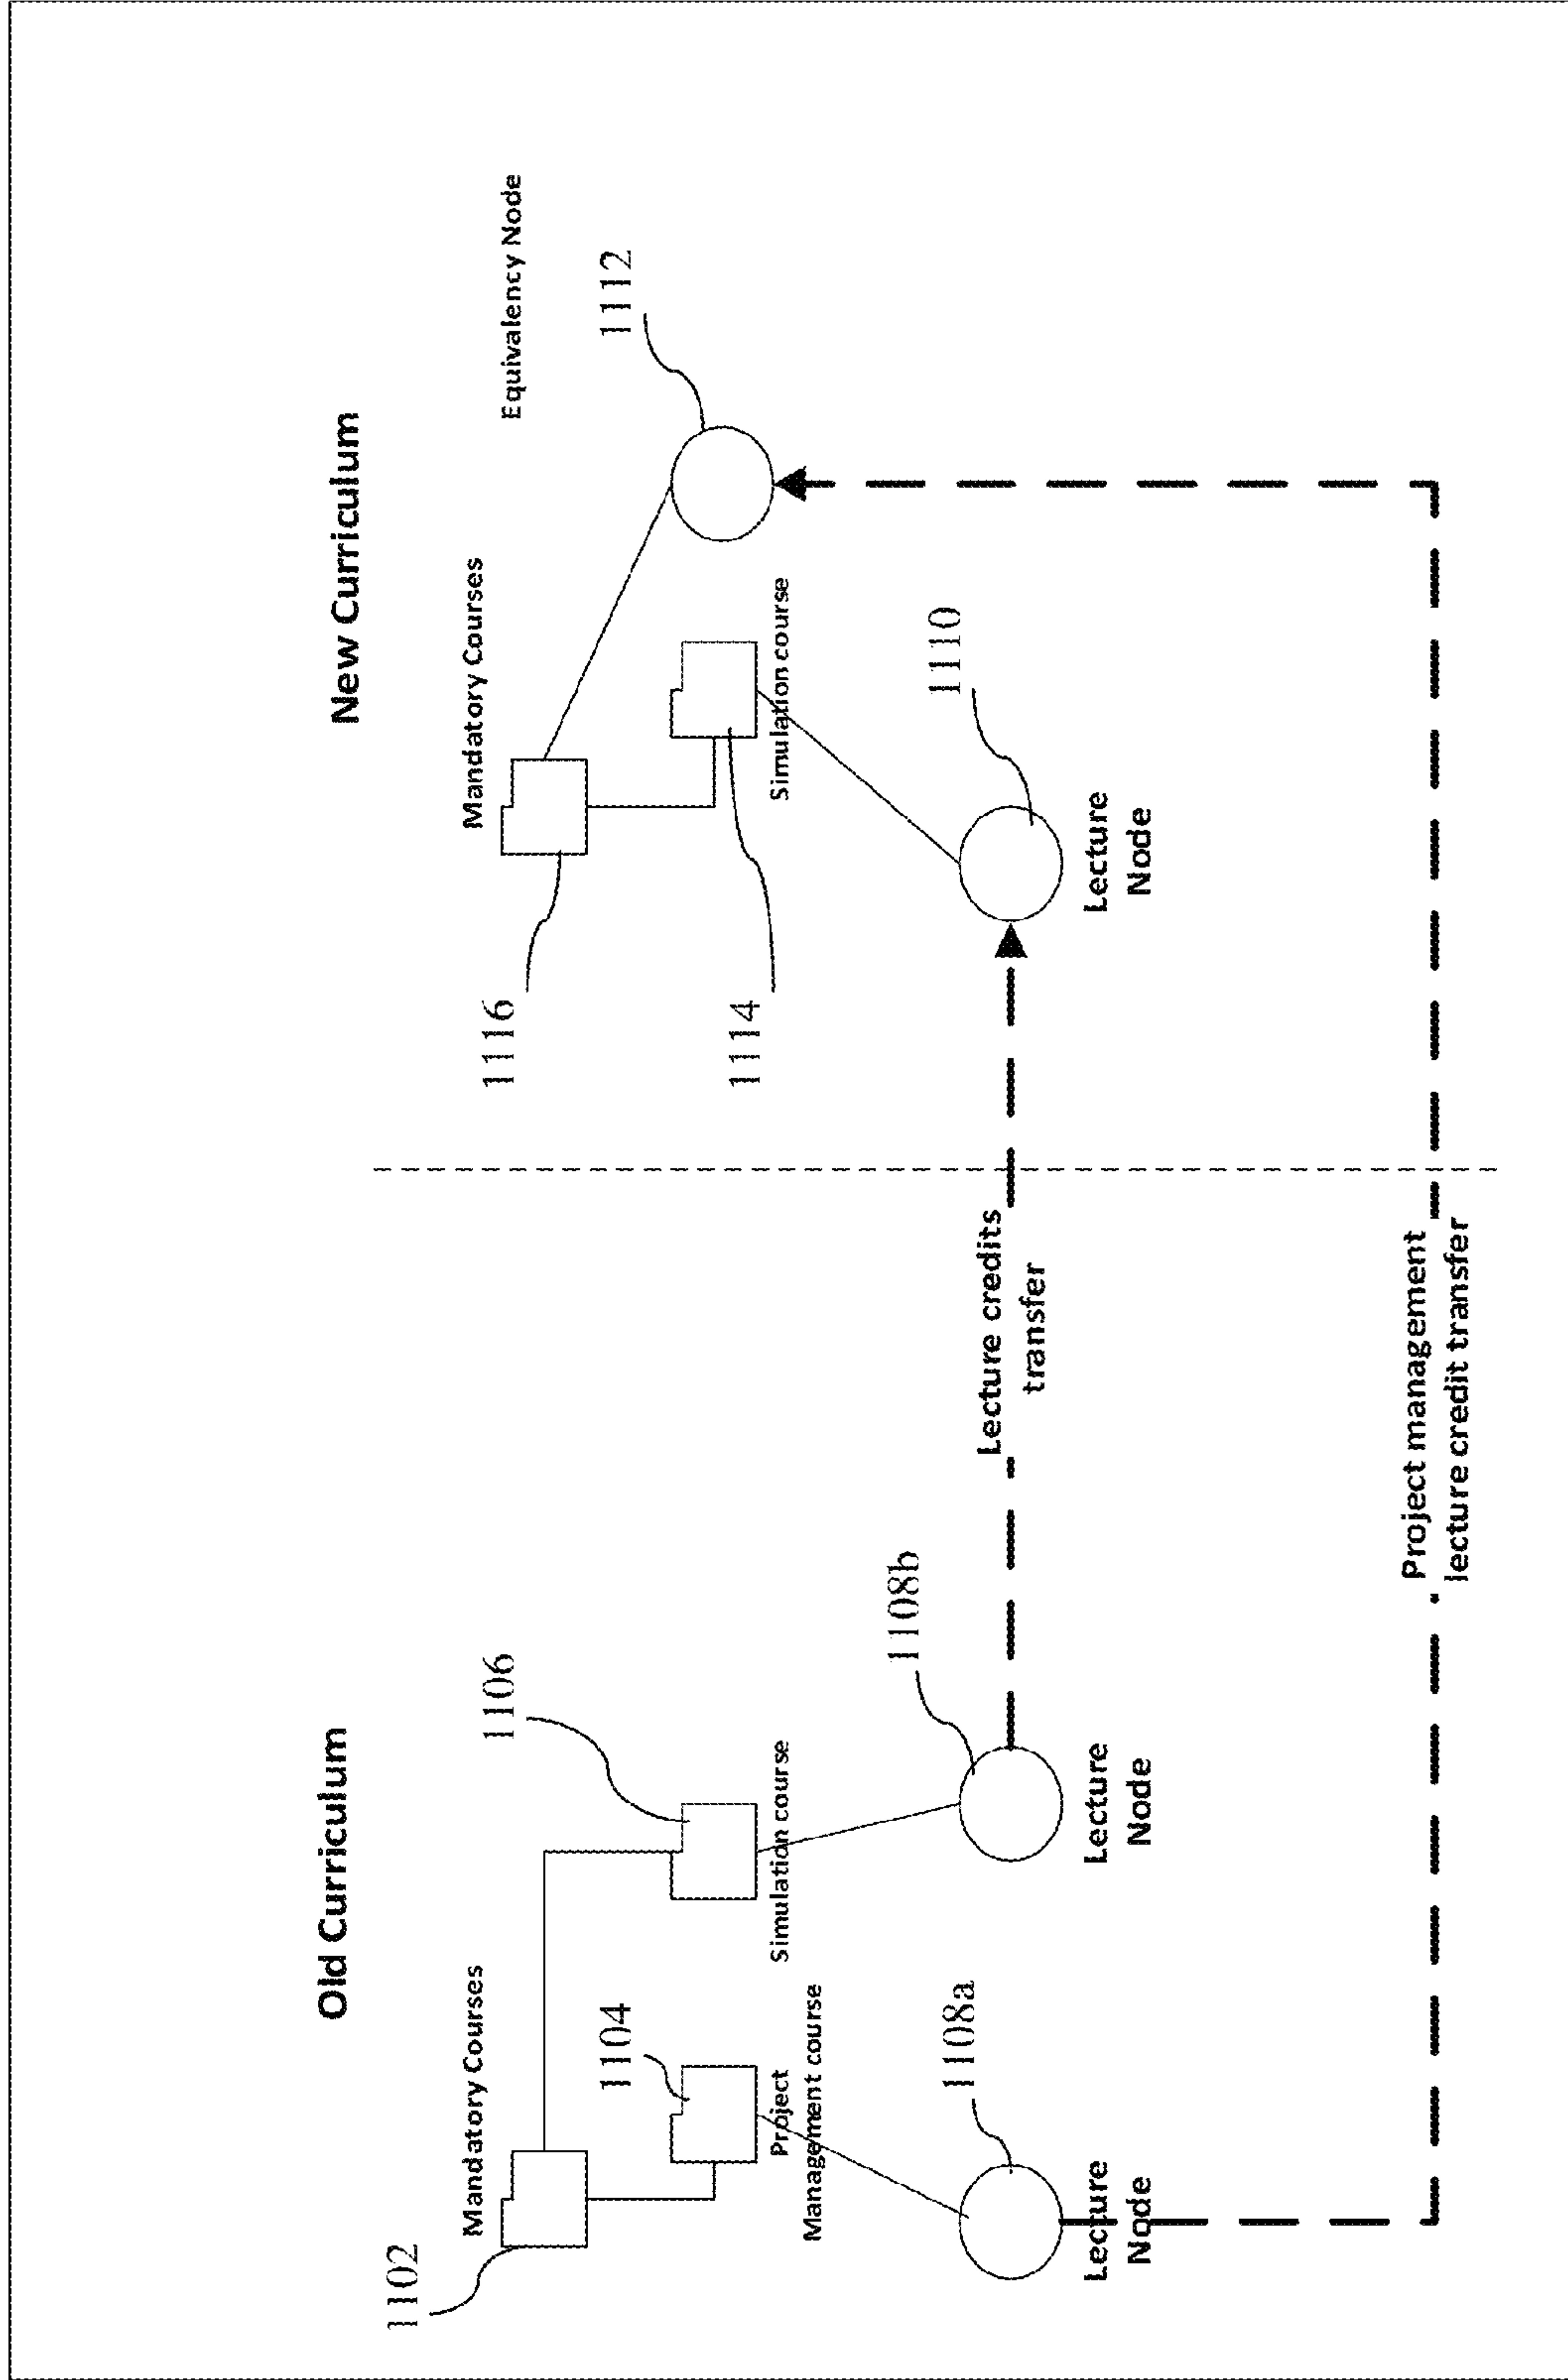 Old Curriculum
New Curriculum
1102
Mandatory Courses
1104
Project
Management course
1106
Simulation course
1108a
Lecture
Node
1108b
Lecture
Node
Lecture credits
transfer
Project management
lecture credit transfer
1116
Mandatory Courses
1114
Simulation course
Equivalency Node
1112
1110
Lecture
Node